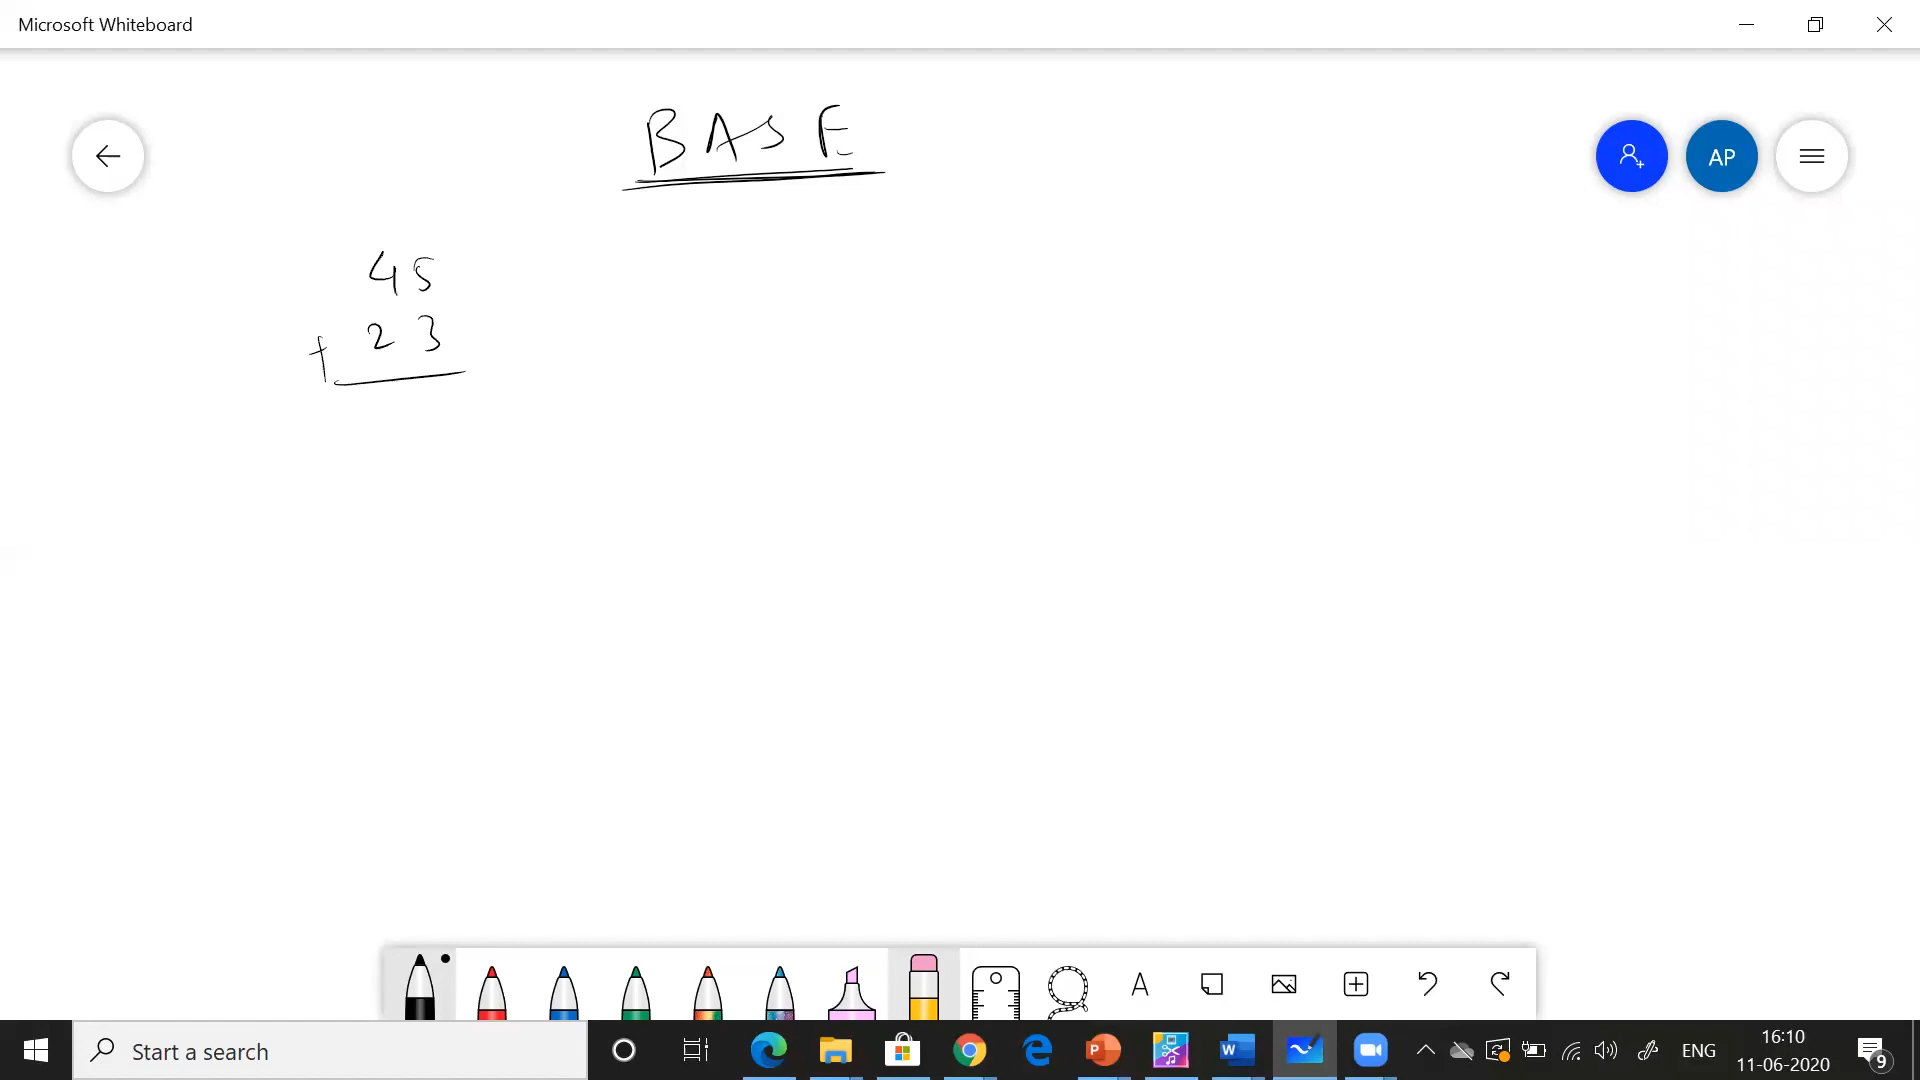 Microsoft Whiteboard
BASE
AP
45
+ 23
A
Start a search
P
W
ENG
16:10
11-06-2020
9